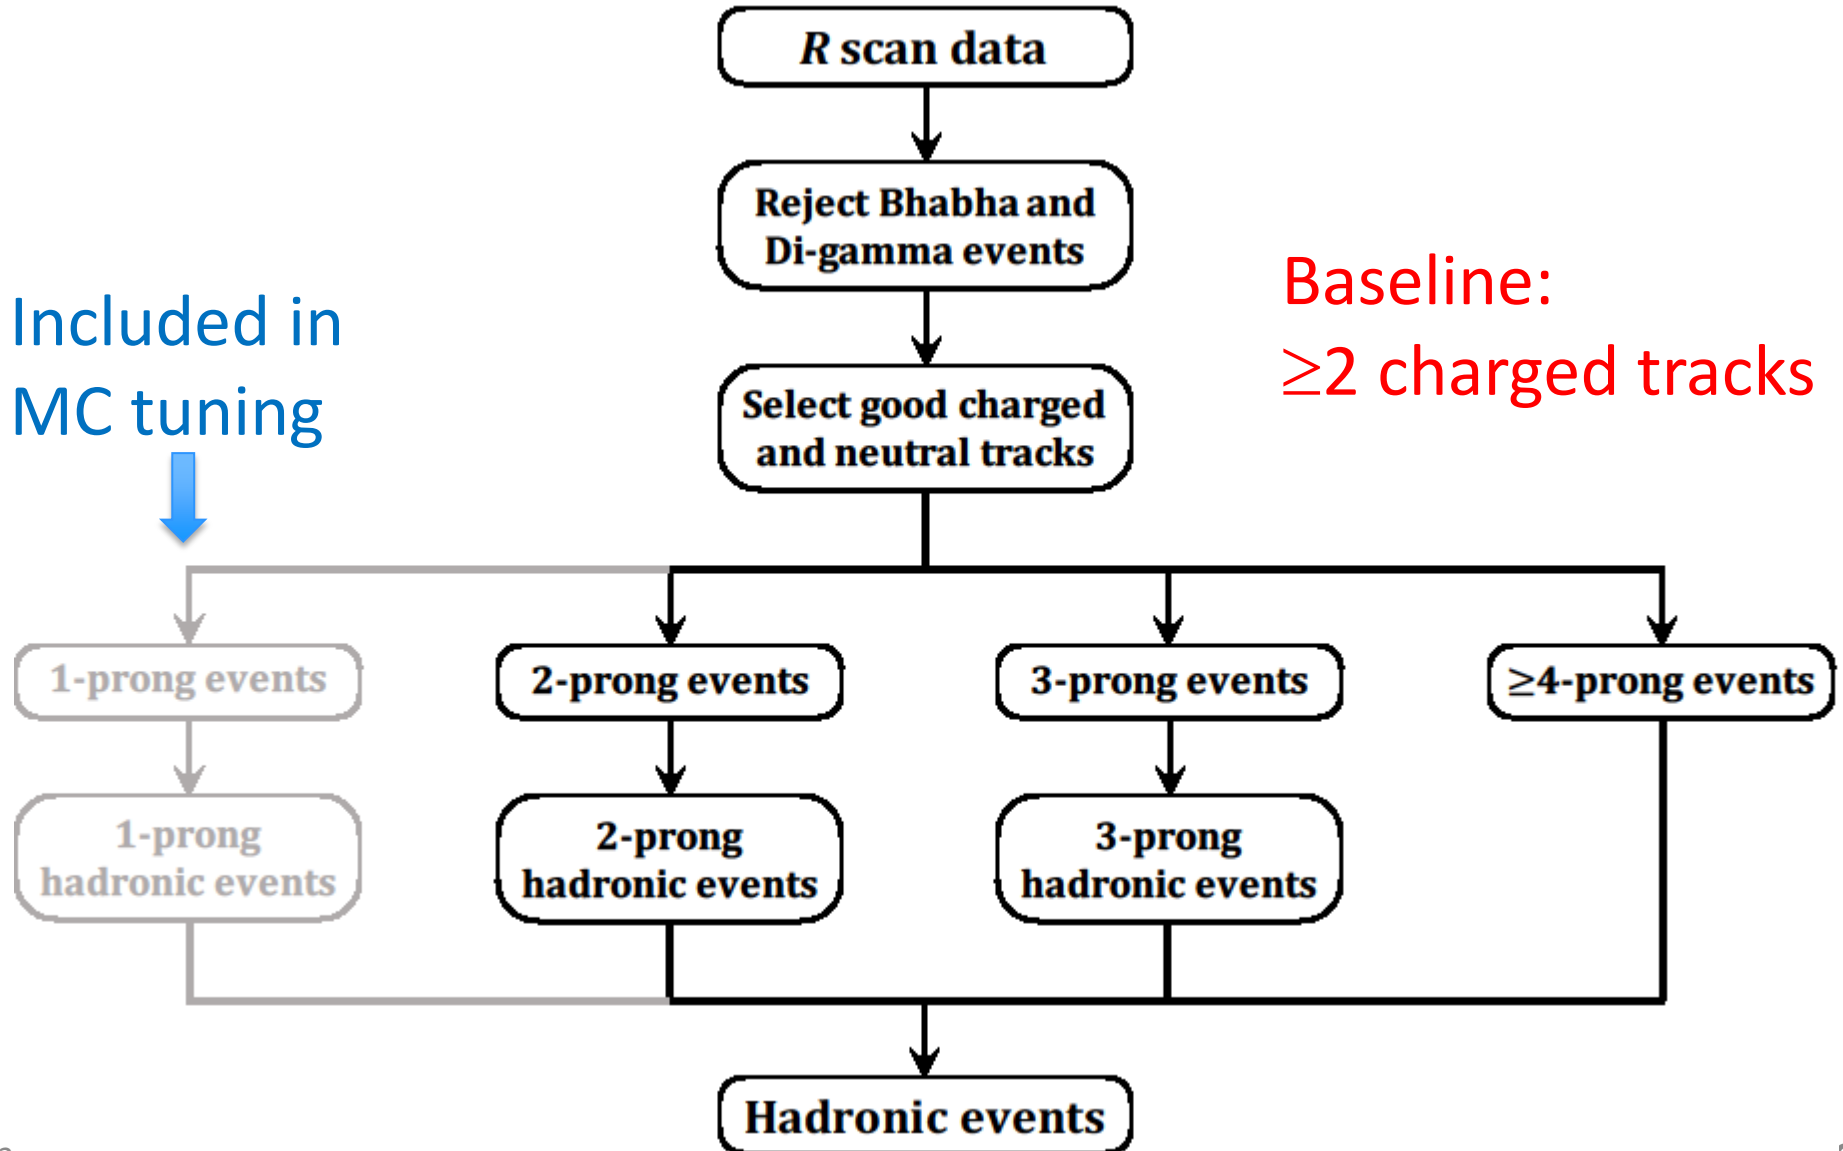 R scan data
Reject Bhabha and
Di-gamma events
Baseline:
≥2 charged tracks
Included in
MC tuning
Select good charged
and neutral tracks
1-prong events
2-prong events
3-prong events
≥4-prong events
1-prong
hadronic events
2-prong
hadronic events
3-prong
hadronic events
Hadronic events